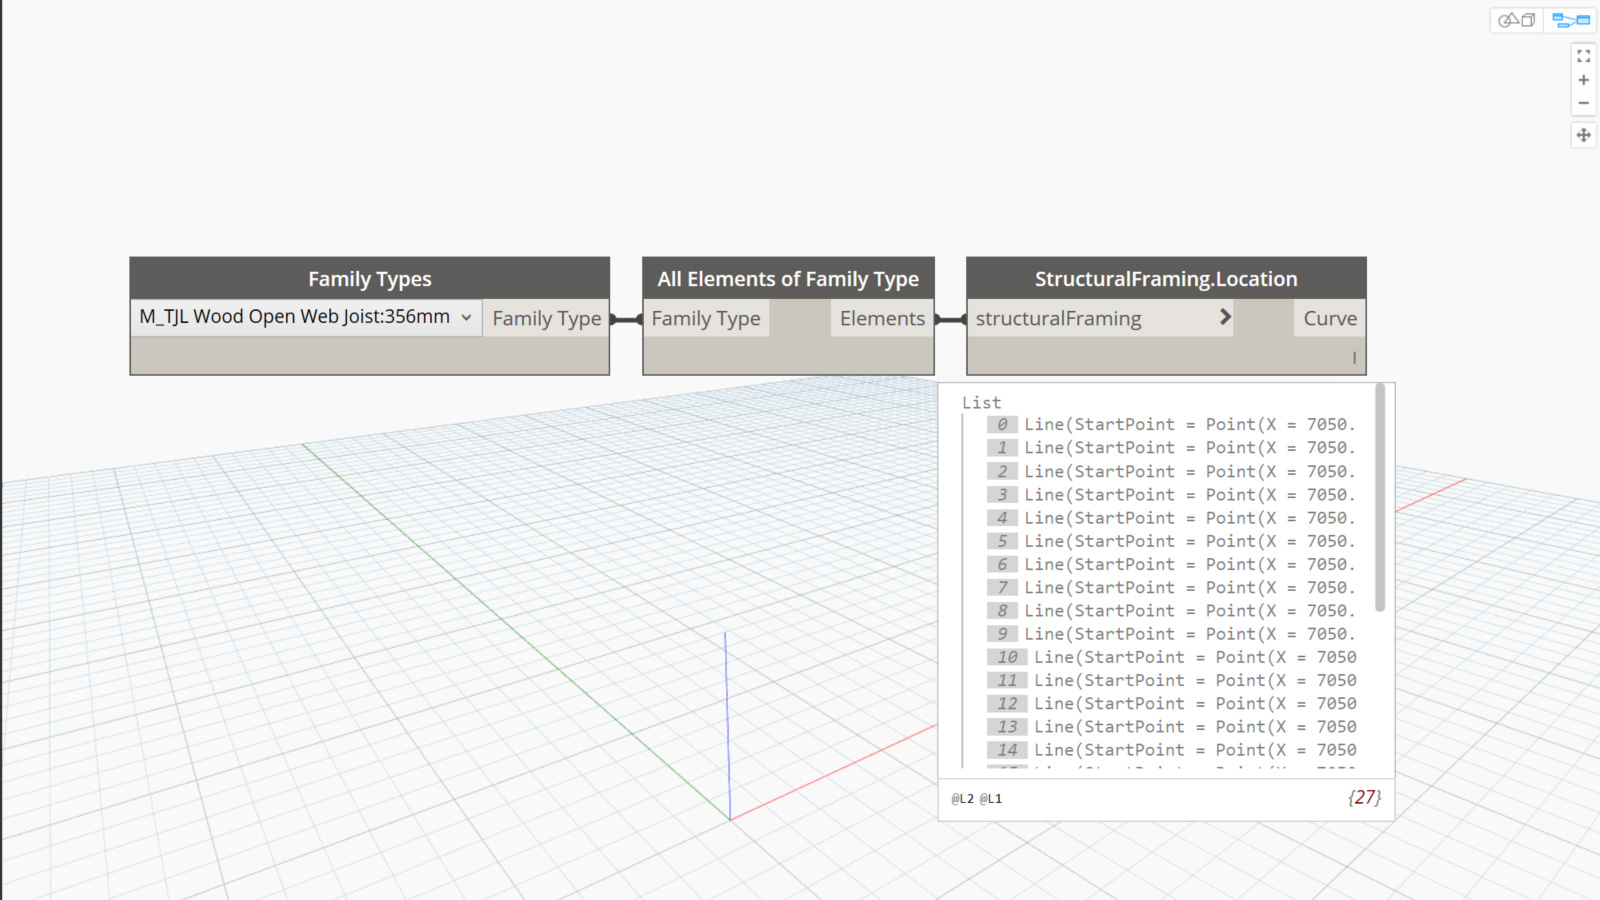 Family Types
M_TJL Wood Open Web Joist:356mm
Family Type
All Elements of Family Type
Family Type
Elements
StructuralFraming.Location
structuralFraming
>
Curve
l
List
0 Line(StartPoint = Point(X = 7050.
1 Line(StartPoint = Point(X = 7050.
2 Line(StartPoint = Point(X = 7050.
3 Line(StartPoint = Point(X = 7050.
4 Line(StartPoint = Point(X = 7050.
5 Line(StartPoint = Point(X = 7050.
6 Line(StartPoint = Point(X = 7050.
7 Line(StartPoint = Point(X = 7050.
8 Line(StartPoint = Point(X = 7050.
9 Line(StartPoint = Point(X = 7050.
10 Line(StartPoint = Point(X = 7050
11 Line(StartPoint = Point(X = 7050
12 Line(StartPoint = Point(X = 7050
13 Line(StartPoint = Point(X = 7050
14 Line(StartPoint = Point(X = 7050
@L2 @L1
{27}